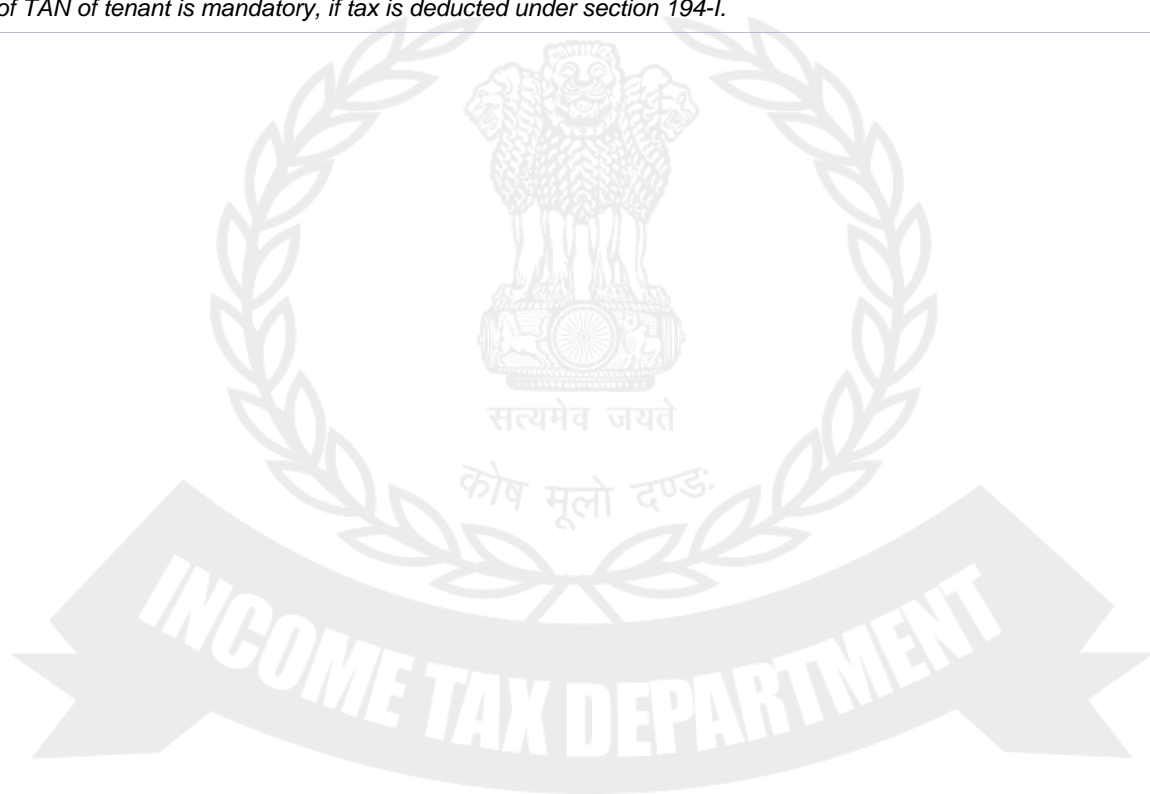 of TAN of tenant is mandatory, if tax is deducted under section 194-I.
सत्यमेव जयते
कोष मूलो दण्डः
INCOME TAX DEPARTMENT